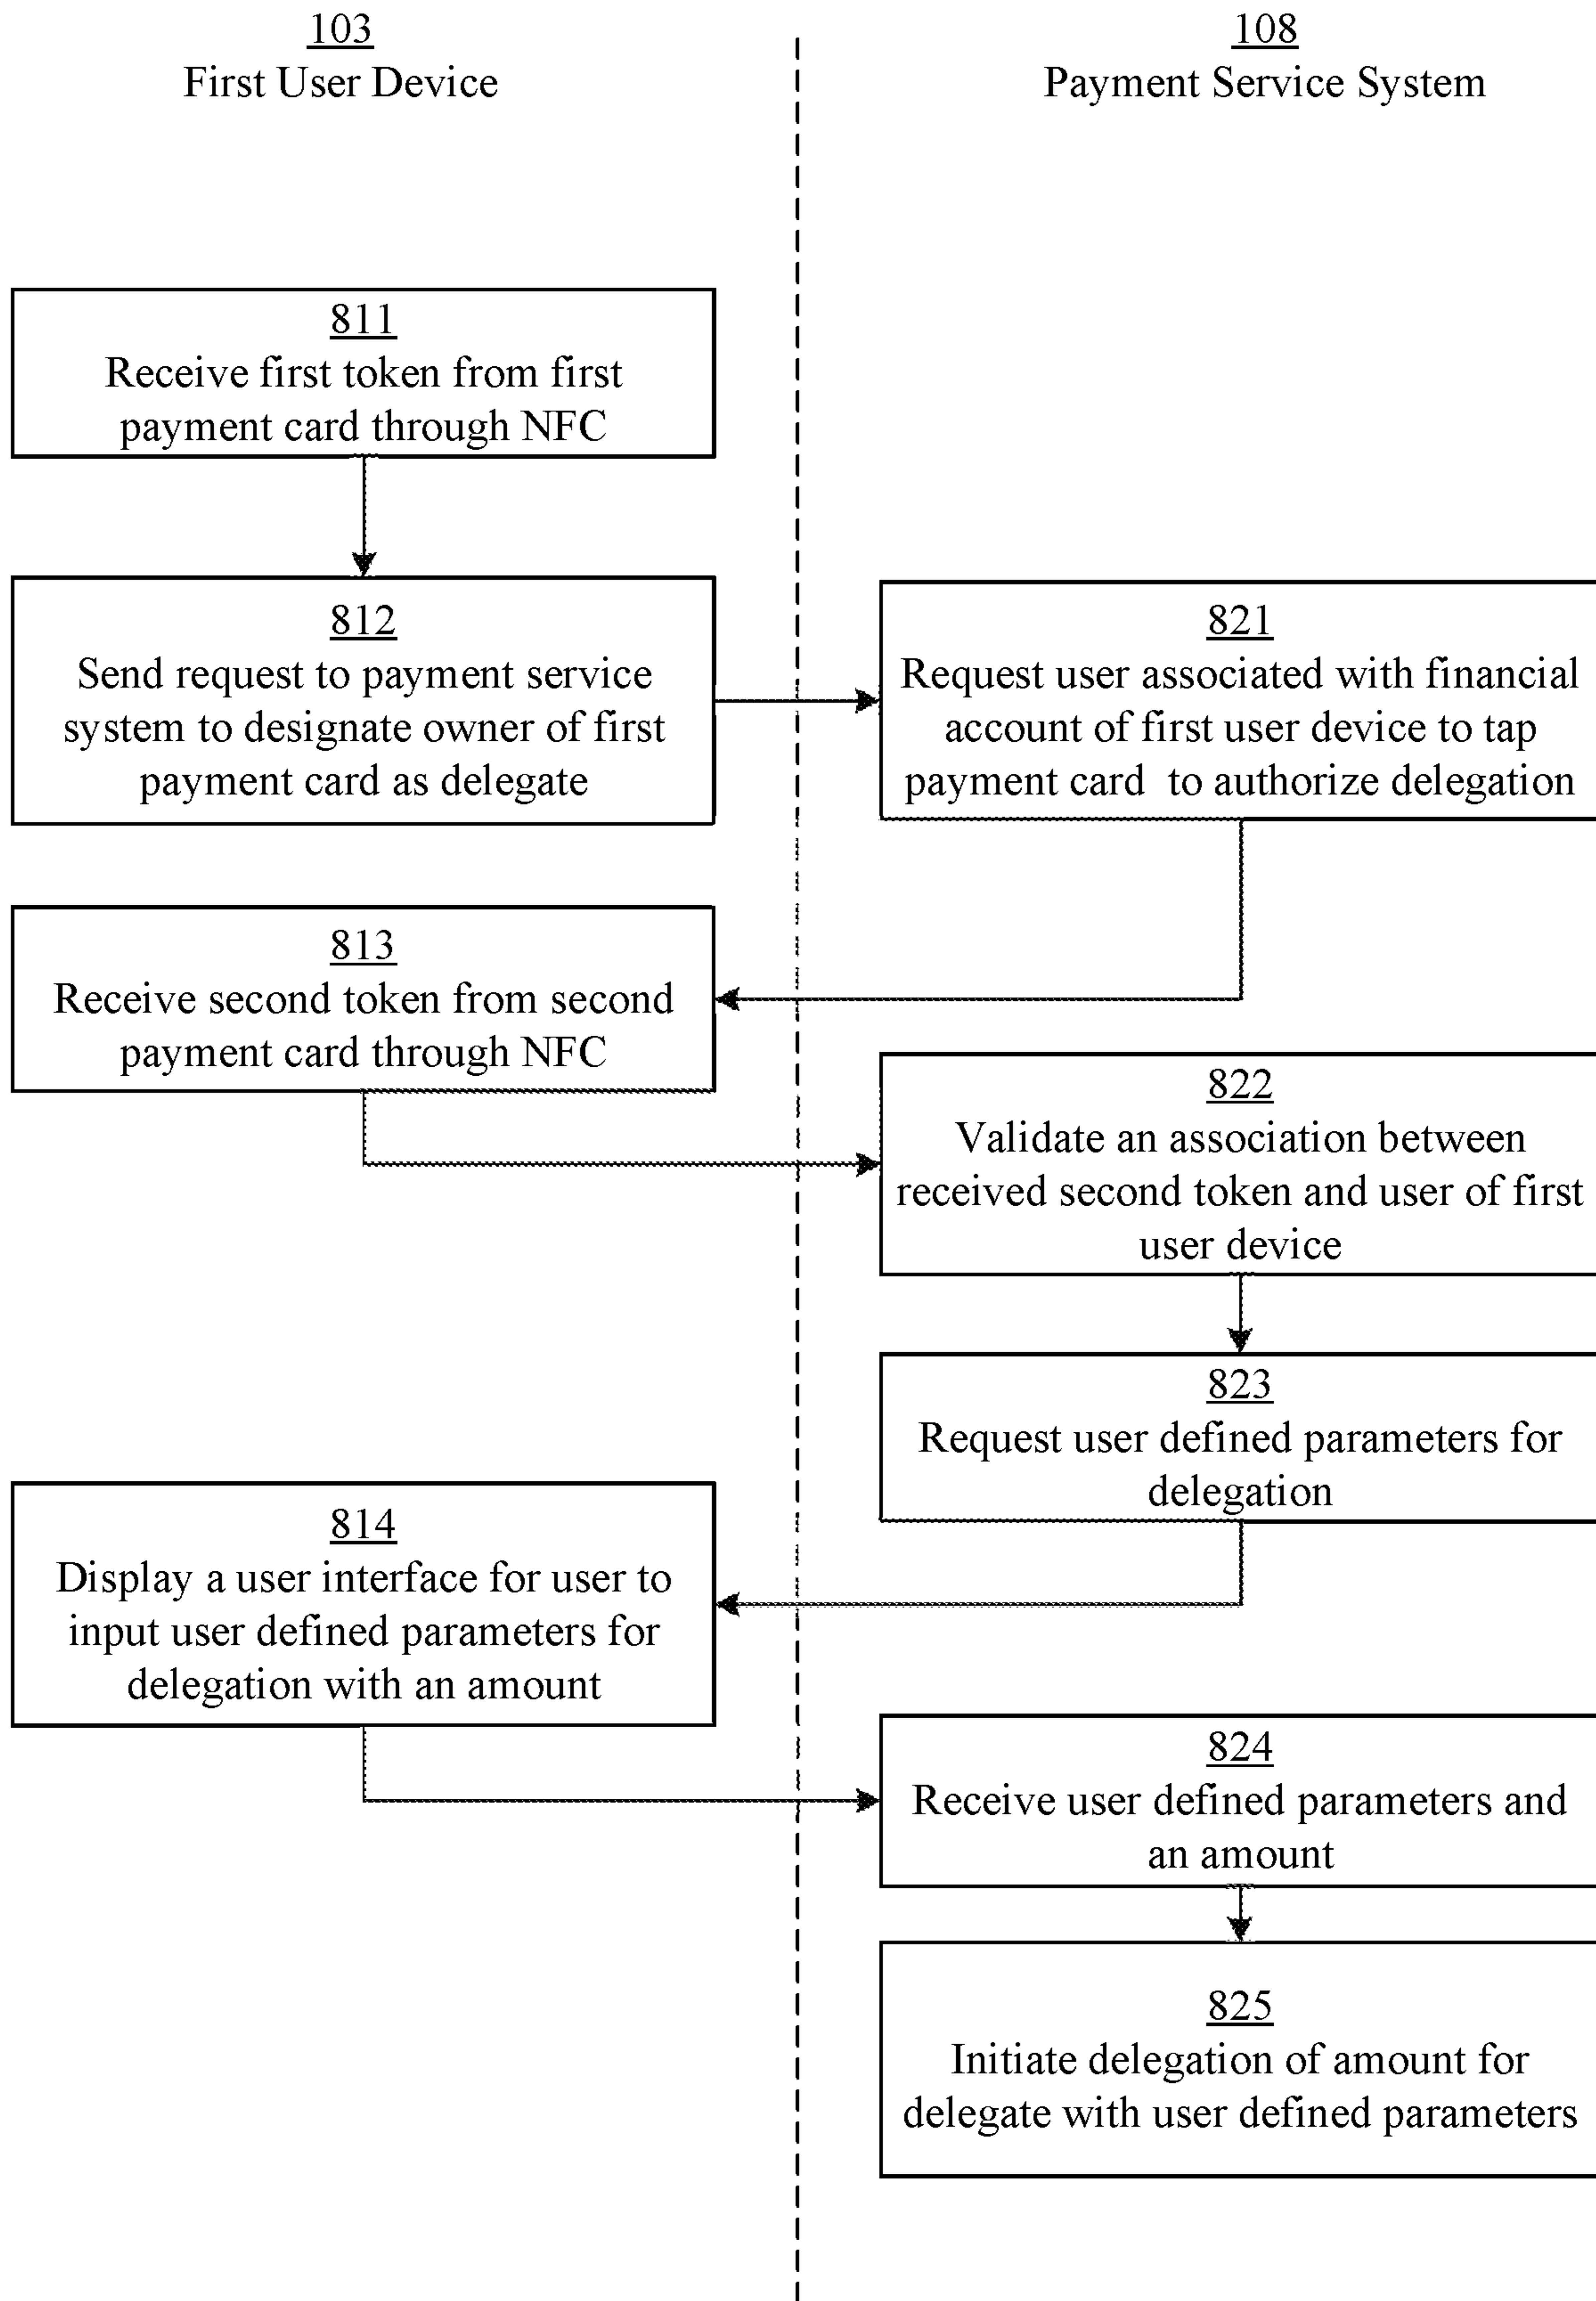 103
First User Device
108
Payment Service System
811
Receive first token from first
payment card through NFC
812
Send request to payment service
system to designate owner of first
payment card as delegate
821
Request user associated with financial
account of first user device to tap
payment card to authorize delegation
813
Receive second token from second
payment card through NFC
822
Validate an association between
received second token and user of first
user device
823
Request user defined parameters for
delegation
814
Display a user interface for user to
input user defined parameters for
delegation with an amount
824
Receive user defined parameters and
an amount
825
Initiate delegation of amount for
delegate with user defined parameters